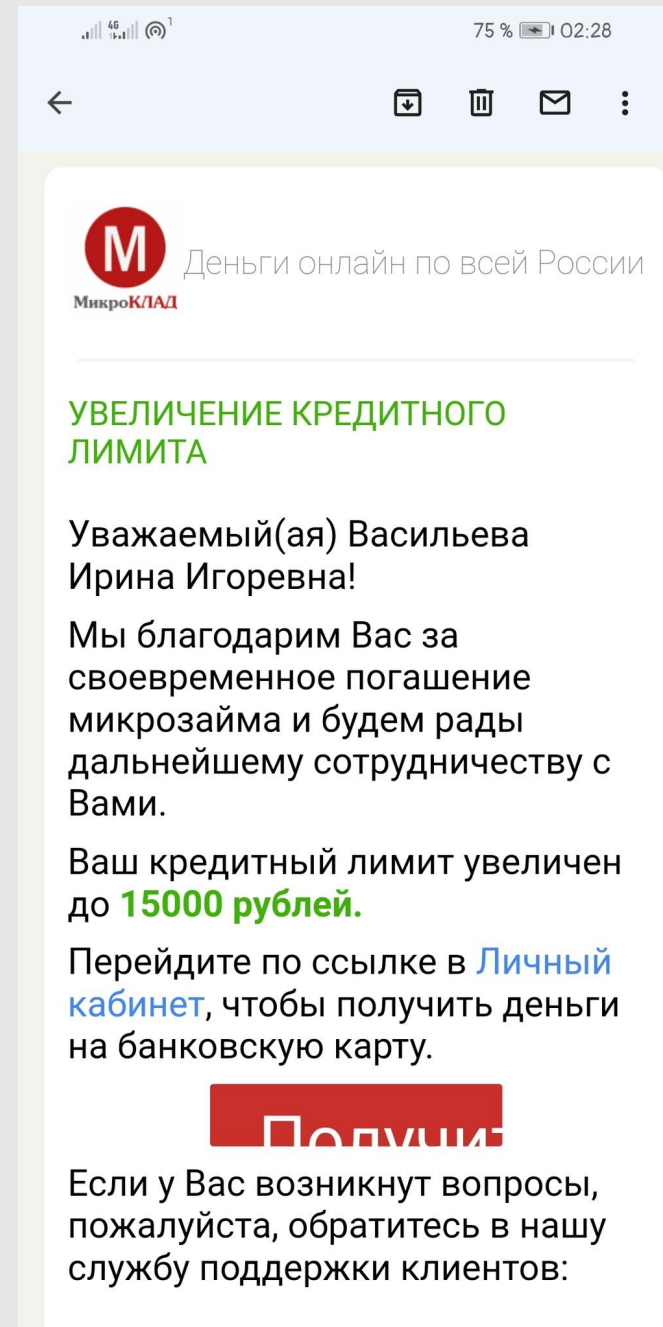 4G
1
75 % 02:28
М
МикроКЛАД
Деньги онлайн по всей России
УВЕЛИЧЕНИЕ КРЕДИТНОГО
ЛИМИТА
Уважаемый(ая) Васильева
Ирина Игоревна!
Мы благодарим Вас за
своевременное погашение
микрозайма и будем рады
дальнейшему сотрудничеству с
Вами.
Ваш кредитный лимит увеличен
до 15000 рублей.
Перейдите по ссылке в Личный
кабинет, чтобы получить деньги
на банковскую карту.
Получит
Если у Вас возникнут вопросы,
пожалуйста, обратитесь в нашу
службу поддержки клиентов: